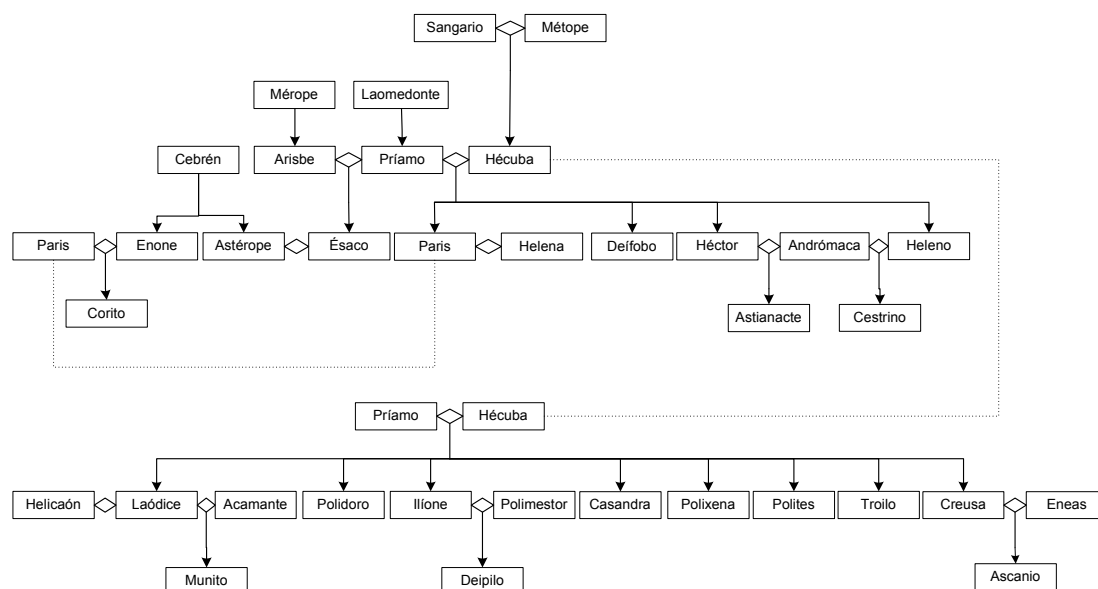 Sangario
Métope
Mérope
Laomedonte
Cebrén
Arisbe
Príamo
Hécuba
Paris
Enone
Astérope
Ésaco
Paris
Helena
Deífobo
Héctor
Andrómaca
Heleno
Corito
Astianacte
Cestrino
Príamo
Hécuba
Helicaón
Laódice
Acamante
Polidoro
Ilíone
Polimestor
Casandra
Polixena
Polites
Troilo
Creusa
Eneas
Munito
Deipilo
Ascanio